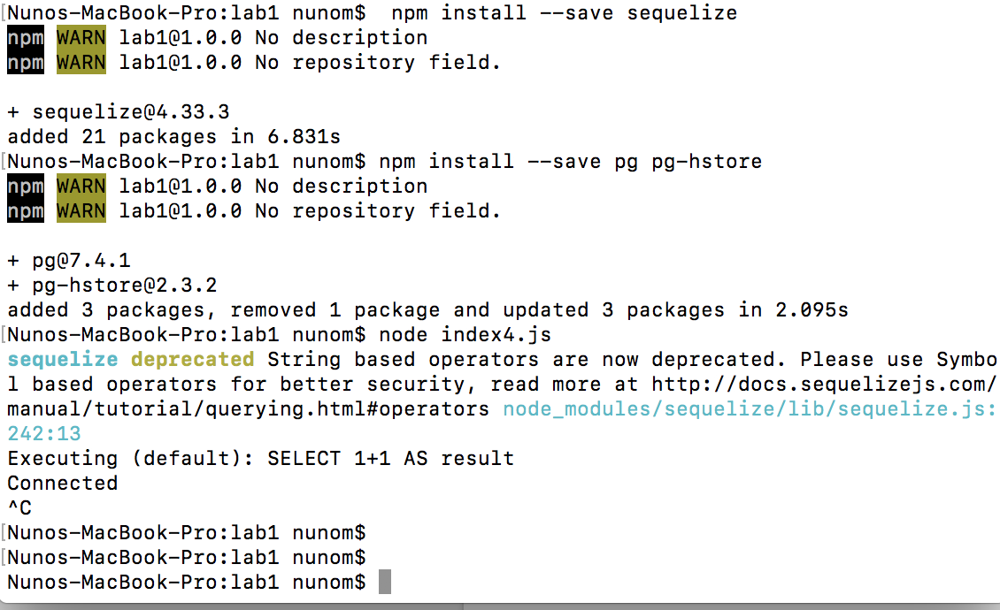 [Nunos-MacBook-Pro:lab1 nunom$  npm install --save sequelize
npm WARN lab1@1.0.0 No description
npm WARN lab1@1.0.0 No repository field.
+ sequelize@4.33.3
added 21 packages in 6.831s
[Nunos-MacBook-Pro:lab1 nunom$ npm install --save pg pg-hstore
npm WARN lab1@1.0.0 No description
npm WARN lab1@1.0.0 No repository field.
+ pg@7.4.1
+ pg-hstore@2.3.2
added 3 packages, removed 1 package and updated 3 packages in 2.095s
[Nunos-MacBook-Pro:lab1 nunom$ node index4.js
sequelize deprecated String based operators are now deprecated. Please use Symbo
l based operators for better security, read more at http://docs.sequelizejs.com/
manual/tutorial/querying.html#operators node_modules/sequelize/lib/sequelize.js:
242:13
Executing (default): SELECT 1+1 AS result
Connected
^C
[Nunos-MacBook-Pro:lab1 nunom$
[Nunos-MacBook-Pro:lab1 nunom$
Nunos-MacBook-Pro:lab1 nunom$